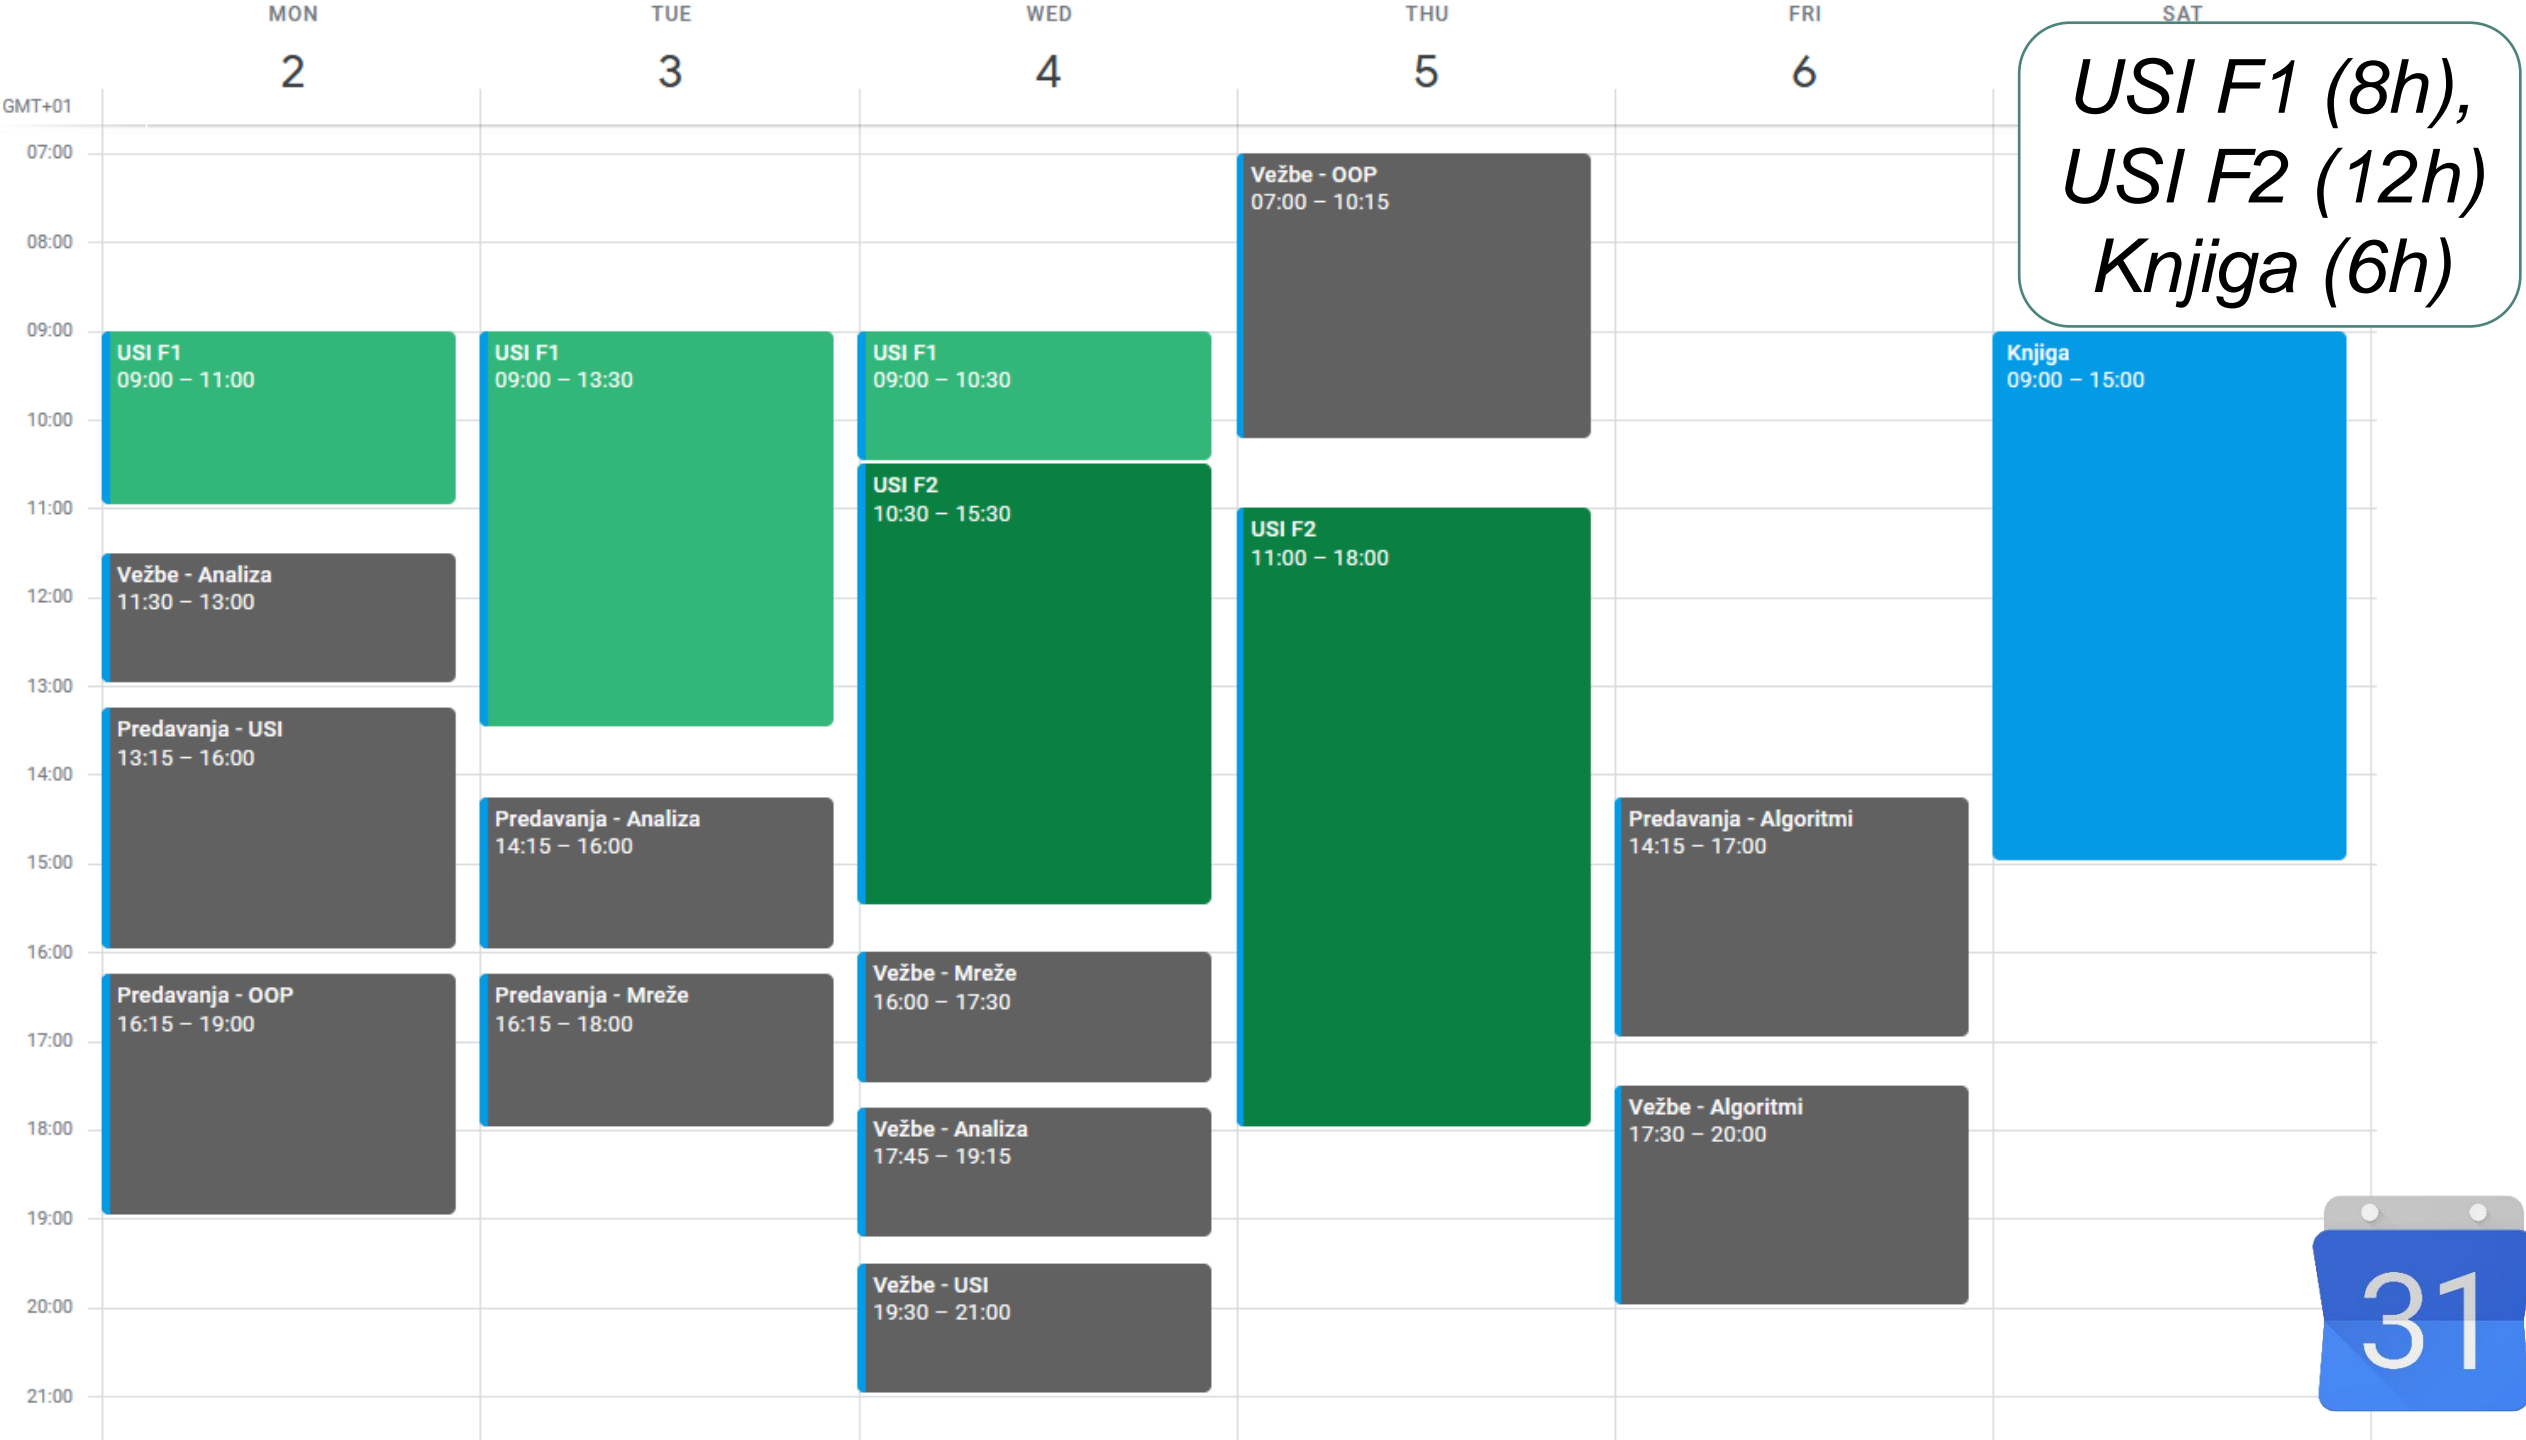 MON
TUE
WED
THU
FRI
SAT
2
3
4
5
6
GMT+01
07:00
08:00
09:00
10:00
11:00
12:00
13:00
14:00
15:00
16:00
17:00
18:00
19:00
20:00
21:00
USI F1
09:00 – 11:00
Vežbe - Analiza
11:30 – 13:00
Predavanja - USI
13:15 – 16:00
Predavanja - OOP
16:15 – 19:00
USI F1
09:00 – 13:30
Predavanja - Analiza
14:15 – 16:00
Predavanja - Mreže
16:15 – 18:00
USI F1
09:00 – 10:30
USI F2
10:30 – 15:30
Vežbe - Mreže
16:00 – 17:30
Vežbe - Analiza
17:45 – 19:15
Vežbe - USI
19:30 – 21:00
Vežbe - OOP
07:00 – 10:15
USI F2
11:00 – 18:00
Predavanja - Algoritmi
14:15 – 17:00
Vežbe - Algoritmi
17:30 – 20:00
USI F1 (8h),
USI F2 (12h)
Knjiga (6h)
Knjiga
09:00 – 15:00
31